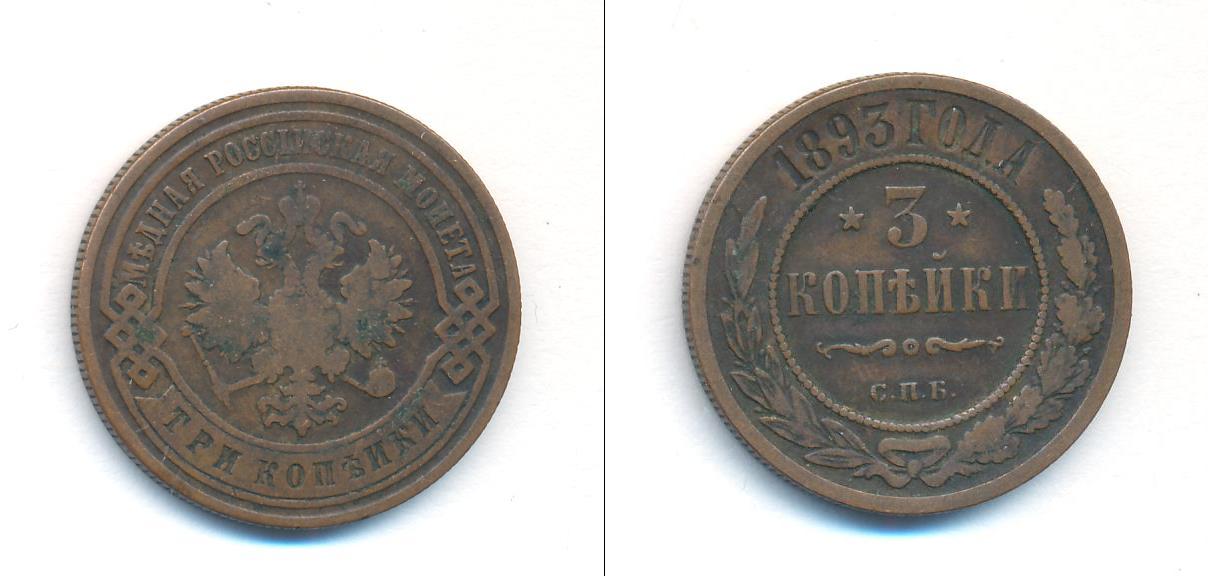 МѢДНАЯ РОССІЙСКАЯ МОНЕТА
ТРИ КОПѢЙКИ
1893 ГОДА
3
КОПѢЙКИ
С.П.Б.